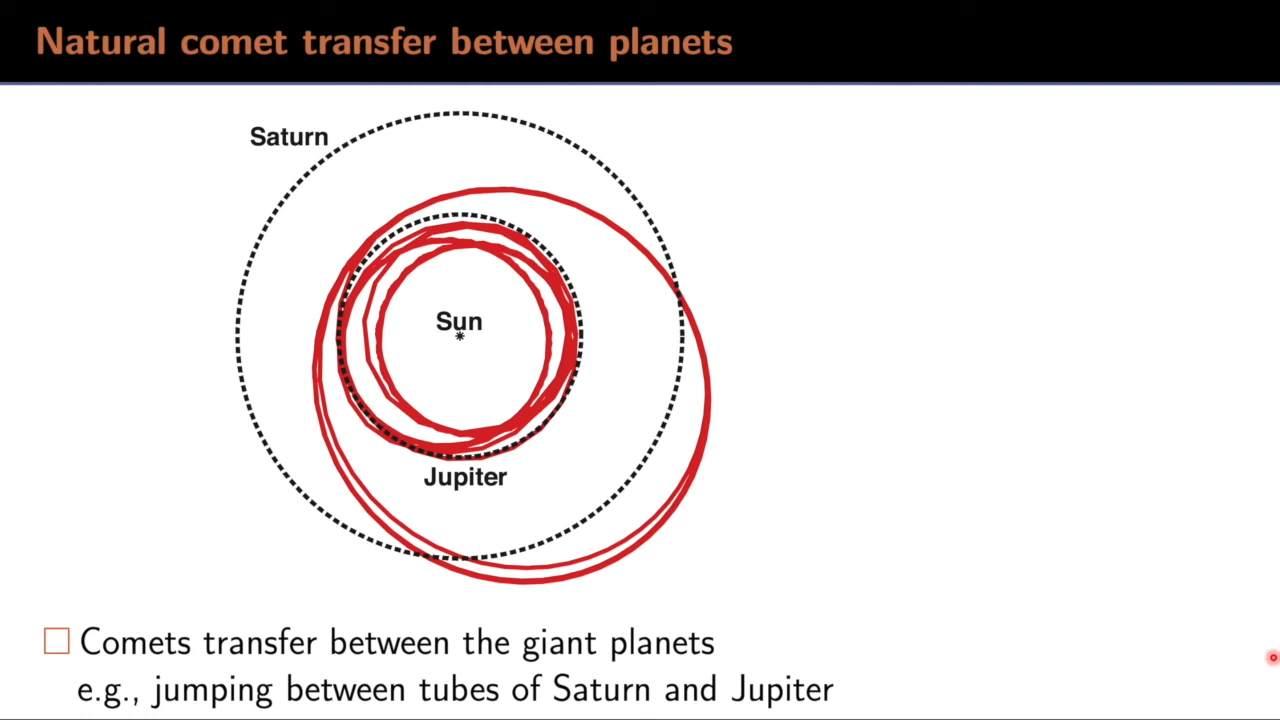 Natural comet transfer between planets
Saturn
Sun
Jupiter
Comets transfer between the giant planets
e.g., jumping between tubes of Saturn and Jupiter